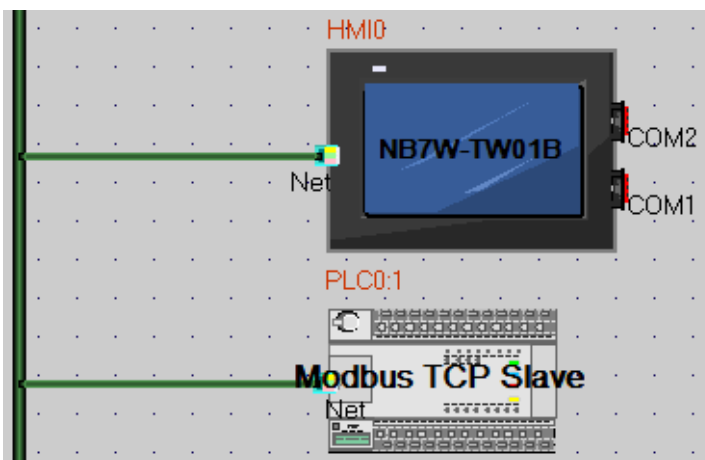 HMI0
NB7W-TW01B
COM2
Net
COM1
PLC0:1
Modbus TCP Slave
Net